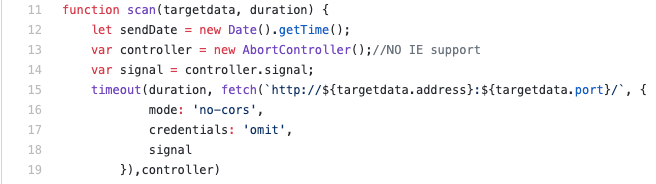 11 function scan(targetdata, duration) {
12 let sendDate = new Date().getTime();
13 var controller = new AbortController();//NO IE support
14 var signal = controller.signal;
15 timeout(duration, fetch(`http://${targetdata.address}:${targetdata.port}/`, {
16 mode: 'no-cors',
17 credentials: 'omit',
18 signal
19 }),controller)